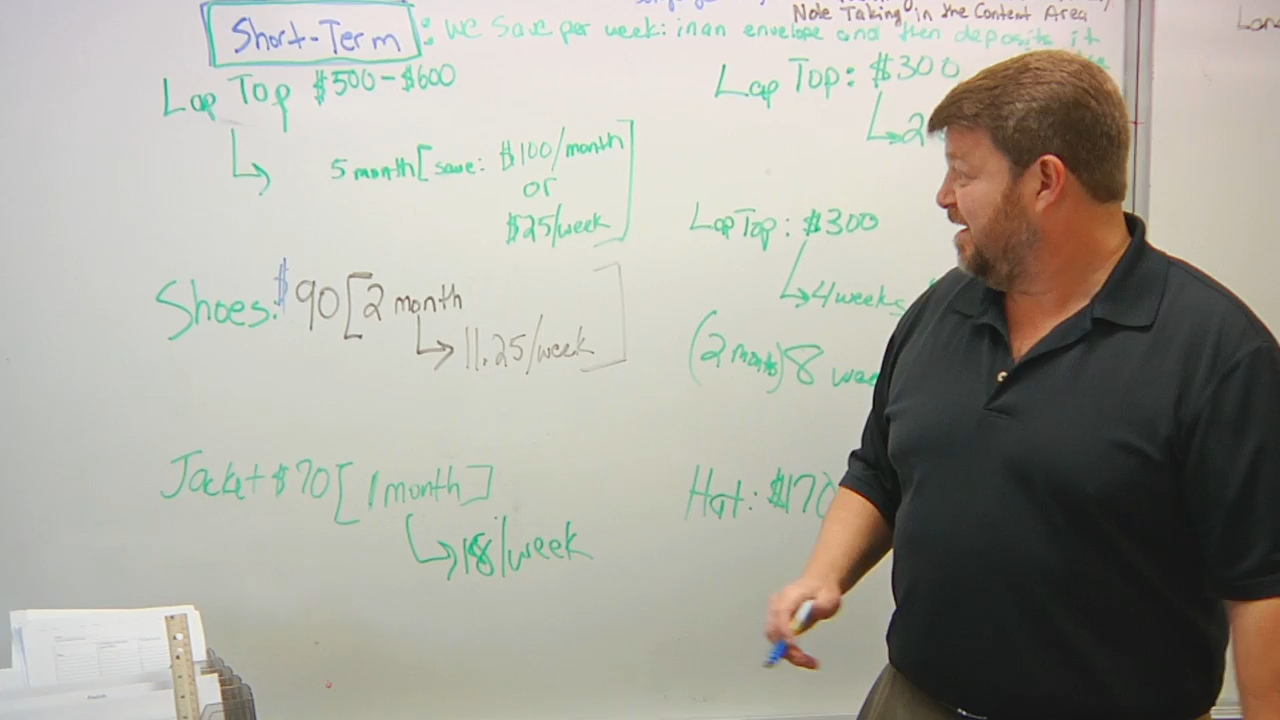 Note Taking in the Content Area
Short-Term : we save per week: in an envelope and then deposits it
Lap Top $500-$600
5 month [save: $100/month
or
$25/week]
Shoes: $90 [2 month
11.25/week]
Jacket $70 [1 month]
18/week
Lap Top: $300
2
Lap Top: $300
4 weeks
(2 months) 8
Hat: $170